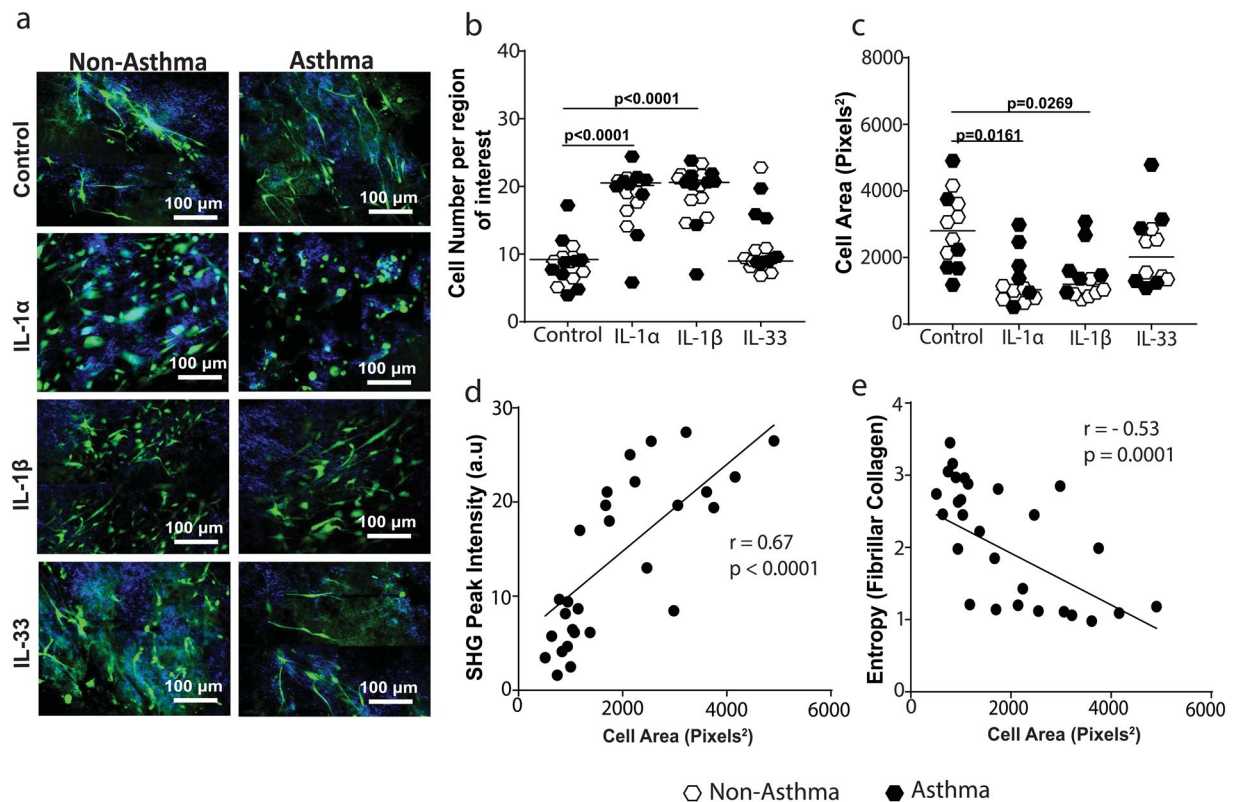 a
Non-Asthma
Asthma
Control
100 µm
100 µm
IL-1α
100 µm
100 µm
IL-1β
100 µm
100 µm
IL-33
100 µm
100 µm
b
Cell Number per region
of interest
40
30
20
10
0
p<0.0001
p<0.0001
Control
IL-1α
IL-1β
IL-33
c
Cell Area (Pixels²)
8000
6000
4000
2000
0
p=0.0269
p=0.0161
Control
IL-1α
IL-1β
IL-33
d
SHG Peak Intensity (a.u)
30
20
10
0
r = 0.67
p < 0.0001
0
2000
4000
6000
Cell Area (Pixels²)
e
Entropy (Fibrillar Collagen)
4
3
2
1
0
r = - 0.53
p = 0.0001
0
2000
4000
6000
Cell Area (Pixels²)
Non-Asthma
Asthma